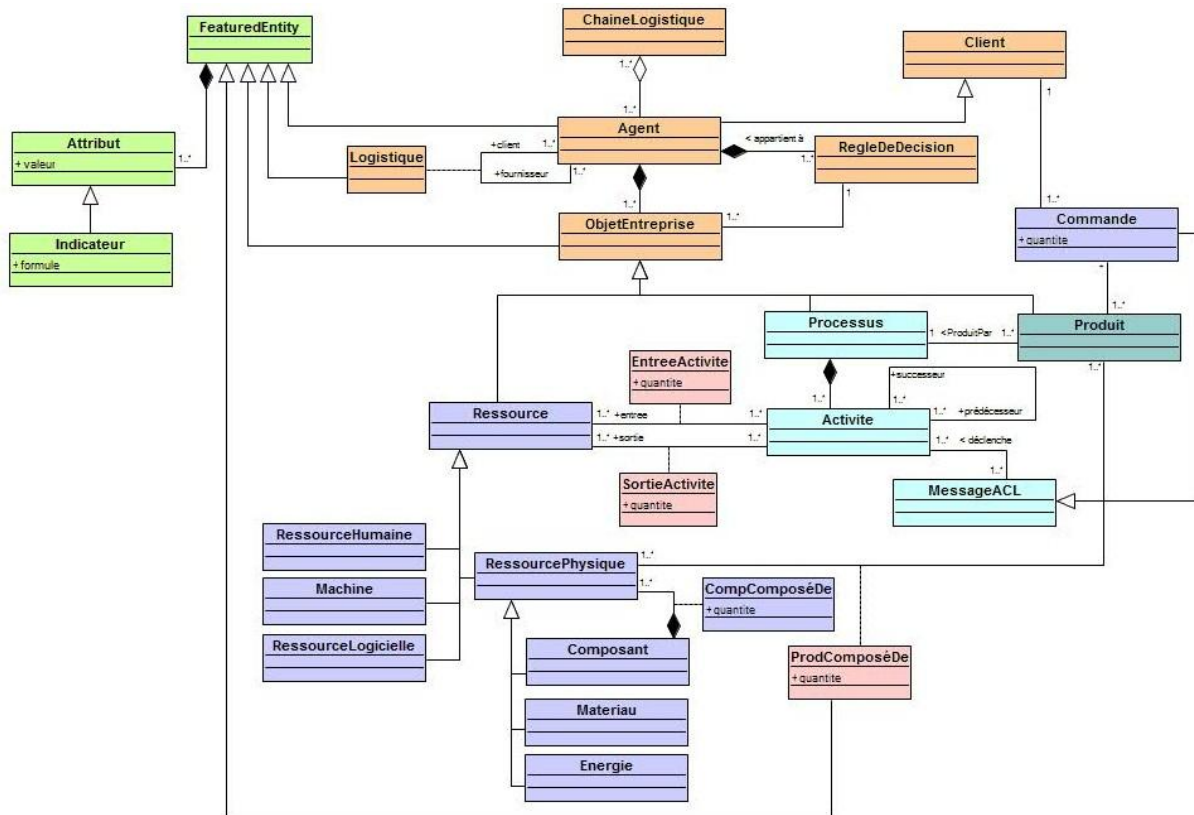 FeaturedEntity
ChaineLogistique
Client
1..*
1
Attribut
+ valeur
1..*
1..*
Agent
+client
1..*
< appartient à
Logistique
+fournisseur
1..*
1..*
RegleDeDecision
1..*
1..*
1
1..*
ObjetEntreprise
Commande
+ quantite
Indicateur
+ formule
*
1..*
Processus
1
<ProduitPar
1..*
Produit
EntreeActivite
+ quantite
1..*
+successeur
1..*
1..*
1..*
+prédécesseur
Ressource
1..*
+entree
1..*
Activite
1..*
+sortie
1..*
1..*
< déclenche
1..*
SortieActivite
+ quantite
MessageACL
RessourceHumaine
RessourcePhysique
1..*
1..*
Machine
CompComposéDe
+ quantite
RessourceLogicielle
Composant
ProdComposéDe
+ quantite
Materiau
Energie